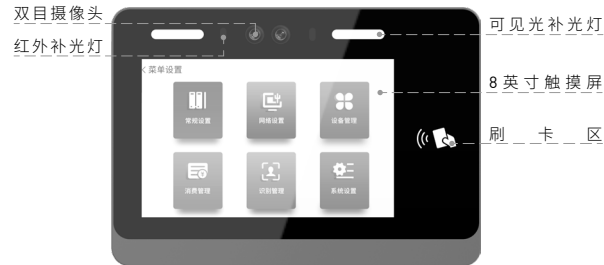 双目摄像头
红外补光灯
可见光补光灯
8英寸触摸屏
刷卡区
< 菜单设置
常规设置
网络设置
设备管理
消费管理
识别管理
系统设置